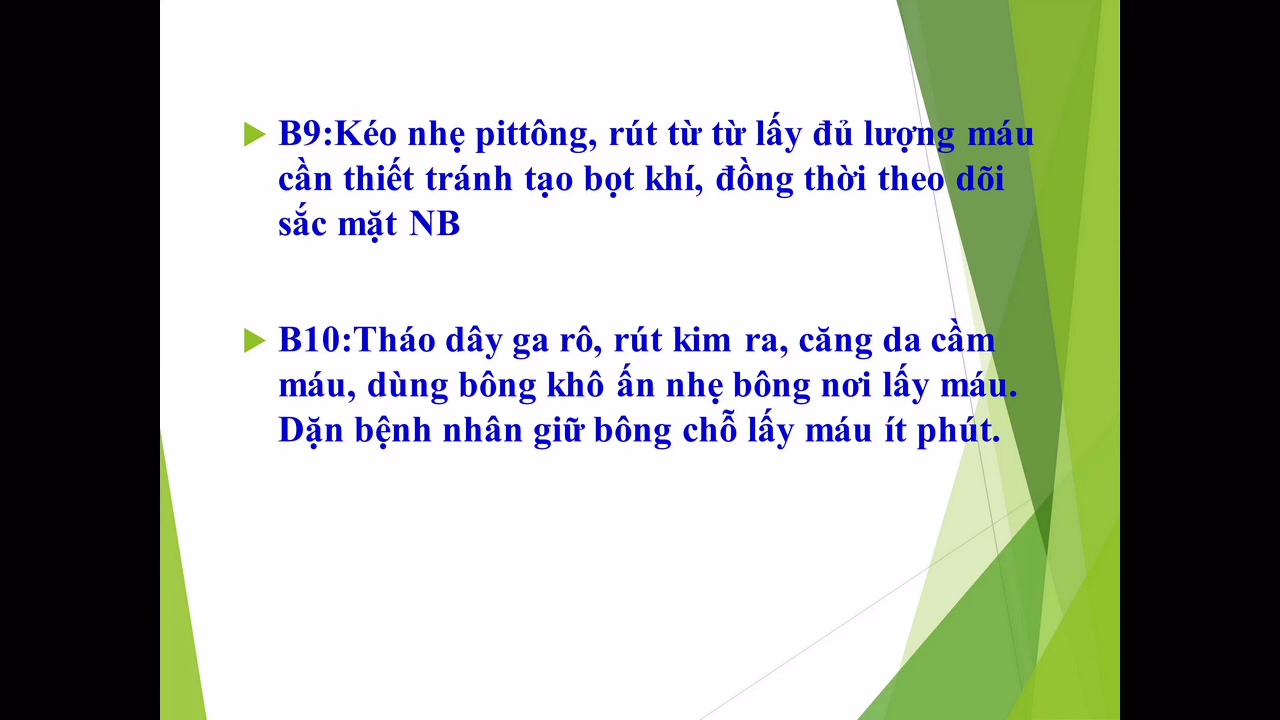 B9:Kéo nhẹ pittông, rút từ từ lấy đủ lượng máu
cần thiết tránh tạo bọt khí, đồng thời theo dõi
sắc mặt NB
B10:Tháo dây ga rô, rút kim ra, căng da cầm
máu, dùng bông khô ấn nhẹ bông nơi lấy máu.
Dặn bệnh nhân giữ bông chỗ lấy máu ít phút.